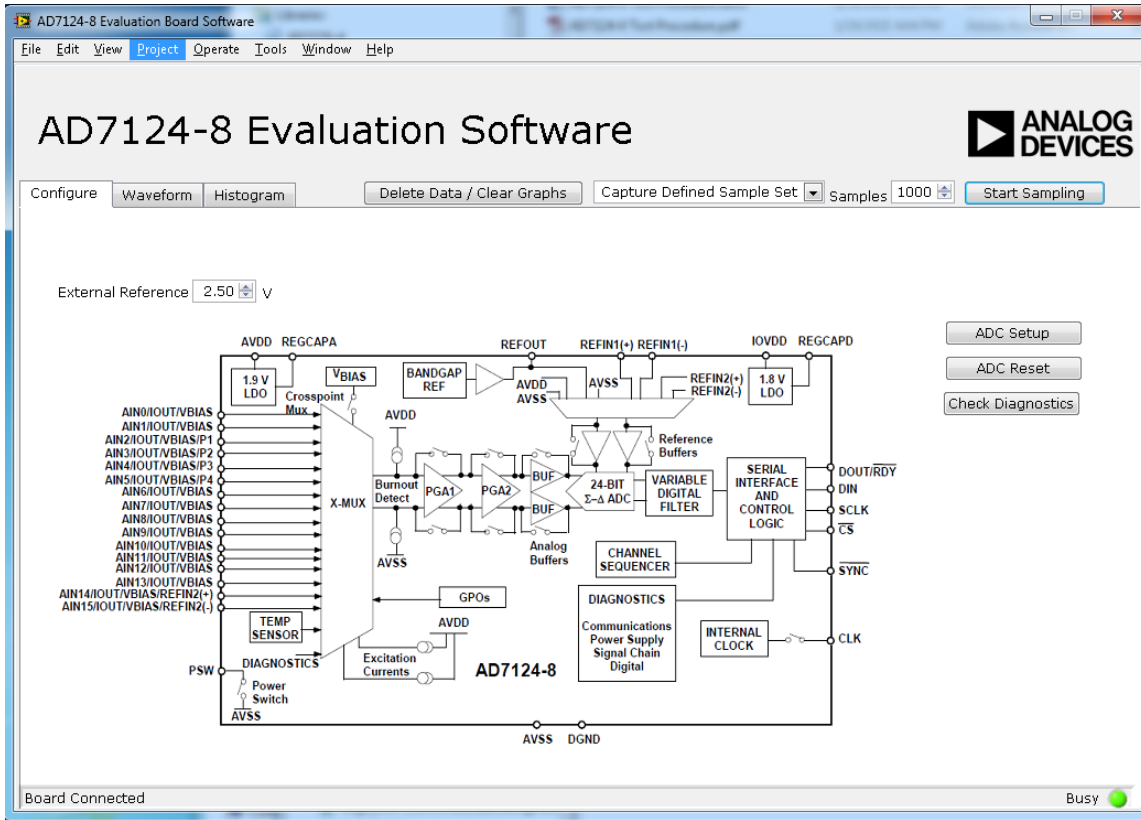 AD7124-8 Evaluation Board Software
File Edit View Project Operate Tools Window Help
AD7124-8 Evaluation Software
ANALOG
DEVICES
Configure Waveform Histogram Delete Data / Clear Graphs Capture Defined Sample Set Samples 1000 Start Sampling
External Reference 2.50 V
ADC Setup
ADC Reset
Check Diagnostics
AVDD REGCAPA REFOUT REFIN1(+) REFIN1(-) IOVDD REGCAPD
1.9 V
LDO
VBIAS
Crosspoint
Mux
BANDGAP
REF
AVDD
AVSS
AVSS
REFIN2(+)
REFIN2(-)
1.8 V
LDO
AIN0/IOUT/VBIAS
AIN1/IOUT/VBIAS
AIN2/IOUT/VBIAS/P1
AIN3/IOUT/VBIAS/P2
AIN4/IOUT/VBIAS/P3
AIN5/IOUT/VBIAS/P4
AIN6/IOUT/VBIAS
AIN7/IOUT/VBIAS
AIN8/IOUT/VBIAS
AIN9/IOUT/VBIAS
AIN10/IOUT/VBIAS
AIN11/IOUT/VBIAS
AIN12/IOUT/VBIAS
AIN13/IOUT/VBIAS
AIN14/IOUT/VBIAS/REFIN2(+)
AIN15/IOUT/VBIAS/REFIN2(-)
AVDD
Burnout
Detect
X-MUX
PGA1
PGA2
BUF
BUF
AVSS
Analog
Buffers
Reference
Buffers
24-BIT
Σ–Δ ADC
VARIABLE
DIGITAL
FILTER
SERIAL
INTERFACE
AND
CONTROL
LOGIC
DOUT/RDY
DIN
SCLK
CS
SYNC
CHANNEL
SEQUENCER
GPOs
DIAGNOSTICS
Communications
Power Supply
Signal Chain
Digital
TEMP
SENSOR
AVDD
INTERNAL
CLOCK
CLK
DIAGNOSTICS
Excitation
Currents
AD7124-8
PSW
Power
Switch
AVSS
AVSS DGND
Board Connected Busy